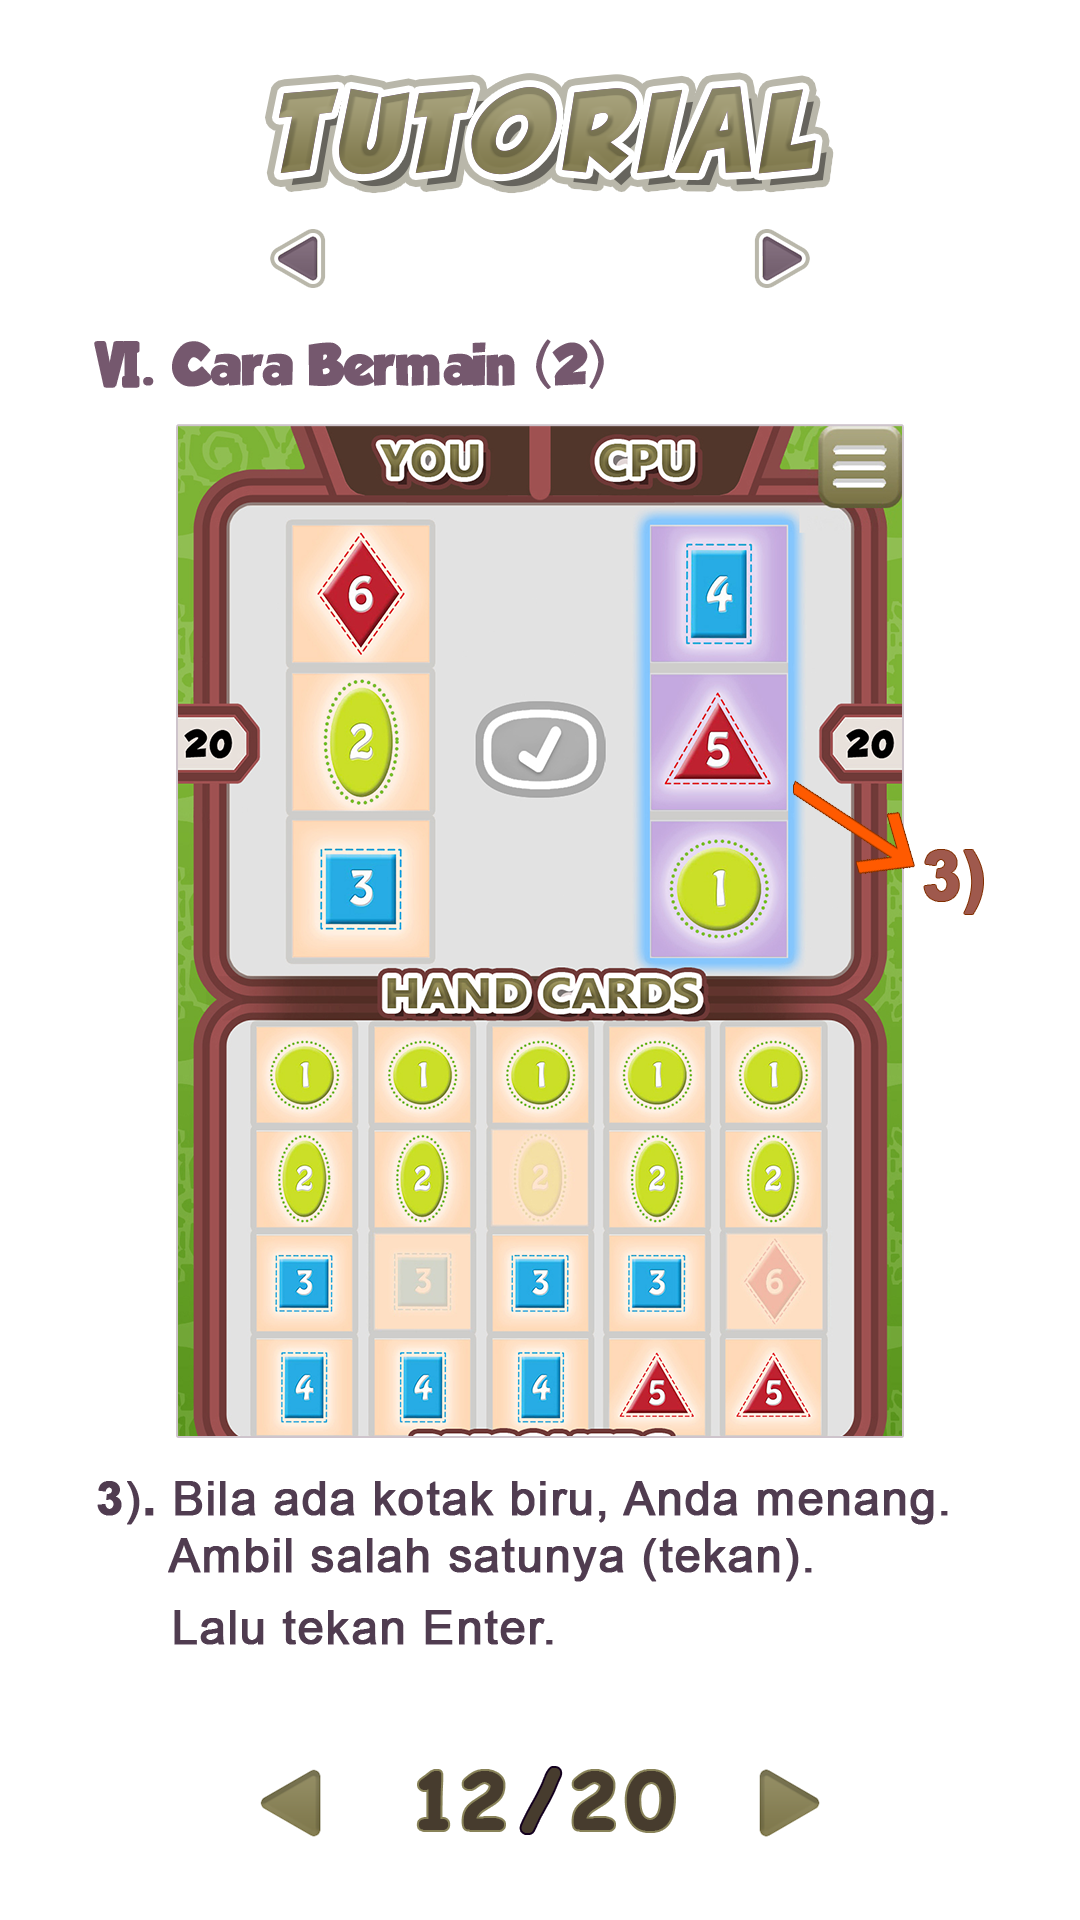 TUTORIAL
VI. Cara Bermain (2)
YOU CPU
6 4
2 5
20 20
3 1
3)
HAND CARDS
1 1 1 1 1
2 2 2 2 2
3 3 3 3 6
4 4 4 5 5
3). Bila ada kotak biru, Anda menang.
Ambil salah satunya (tekan).
Lalu tekan Enter.
12/20